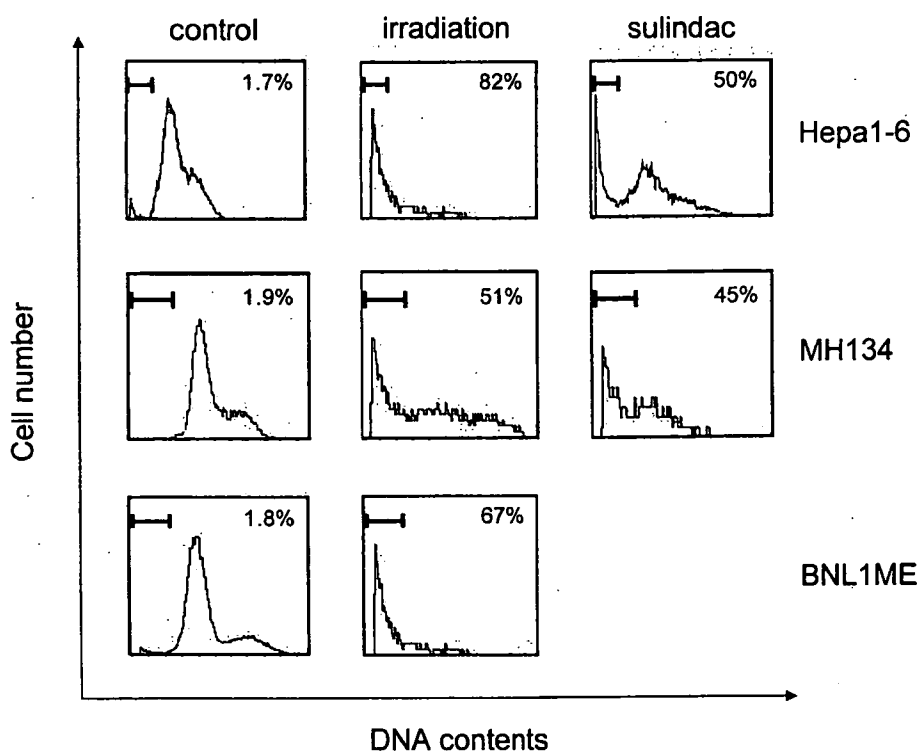 control irradiation sulindac
1.7% 82% 50%
Hepa1-6
1.9% 51% 45%
MH134
1.8% 67%
BNL1ME
Cell number
DNA contents